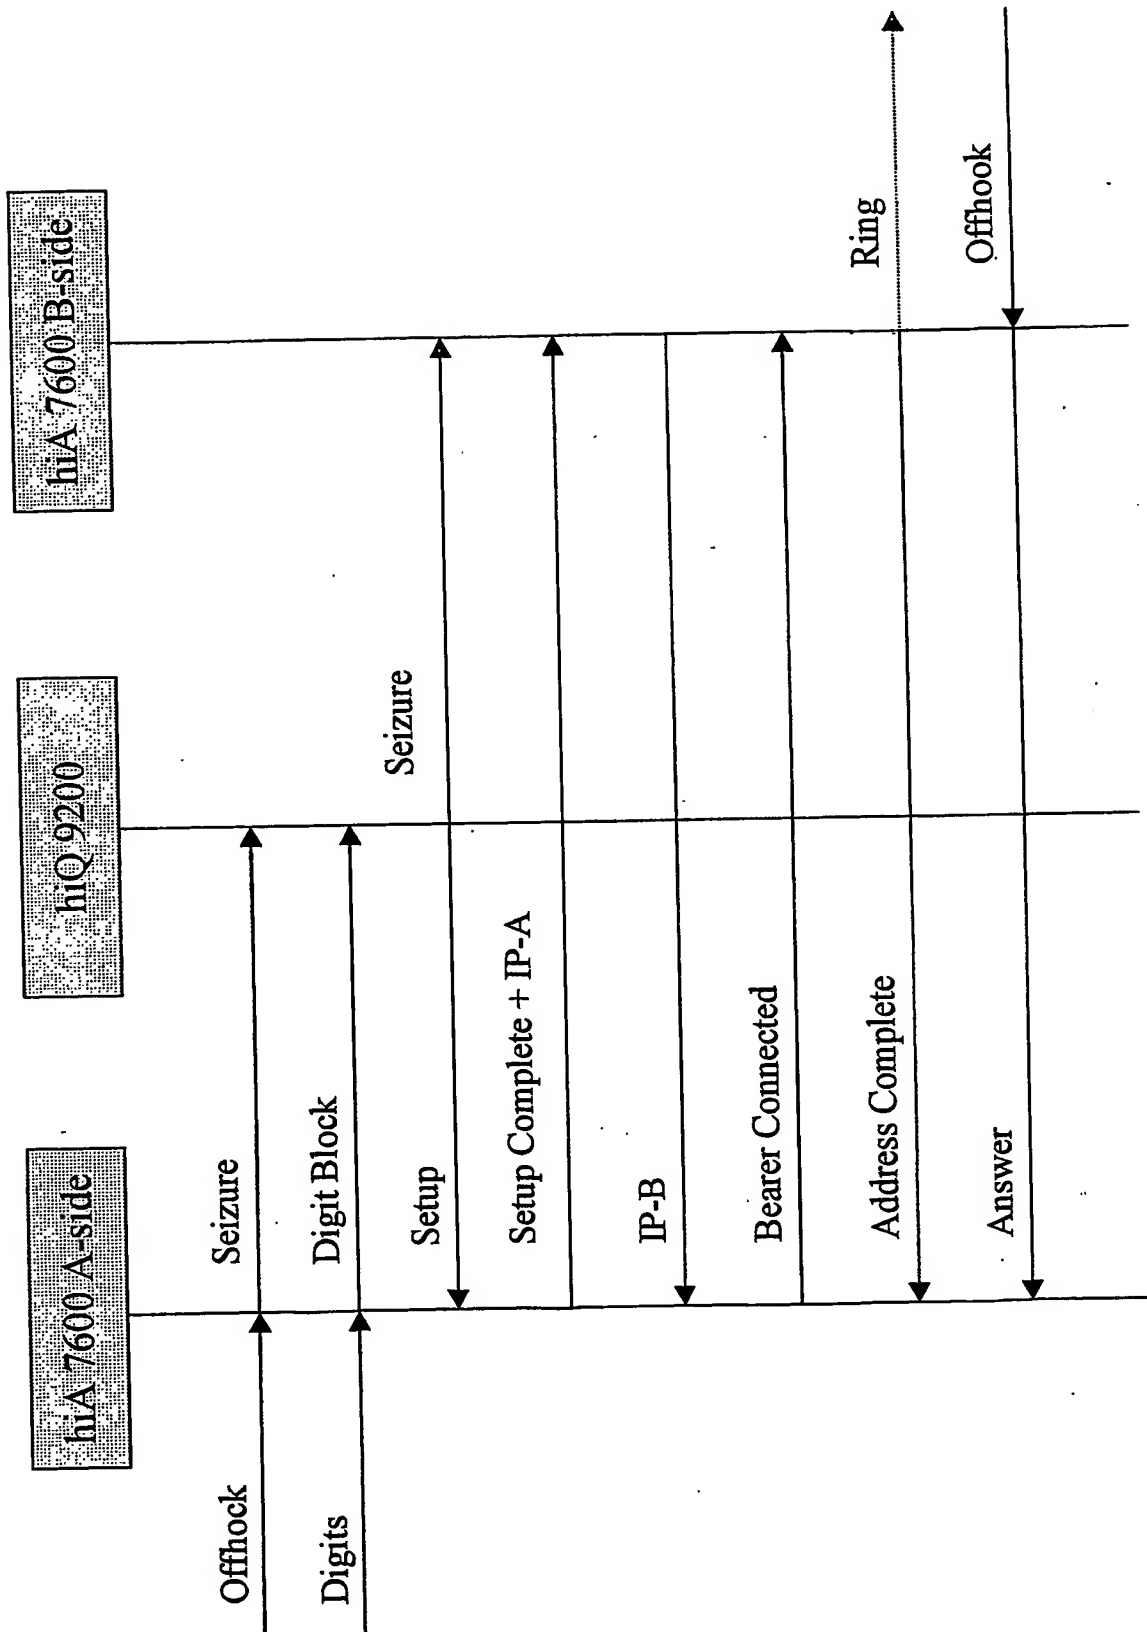 hiA 7600 A-side
hiQ 9200
hiA 7600 B-side
Offhock
Seizure
Digits
Digit Block
Setup
Seizure
Setup Complete + IP-A
IP-B
Bearer Connected
Address Complete
Ring
Answer
Offhook